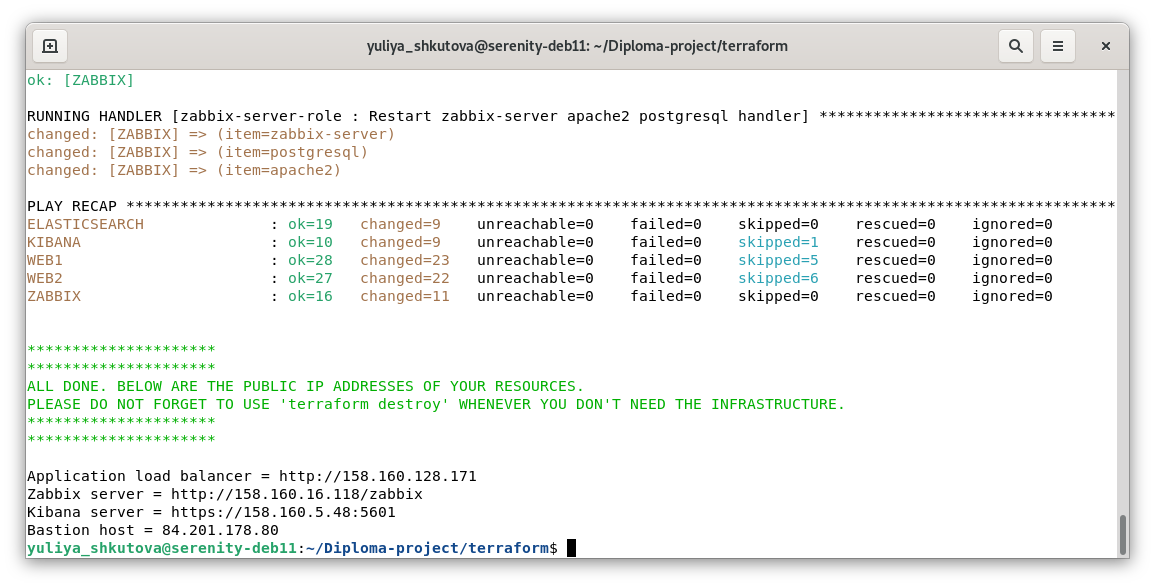 yuliya_shkutova@serenity-deb11: ~/Diploma-project/terraform
ok: [ZABBIX]
RUNNING HANDLER [zabbix-server-role : Restart zabbix-server apache2 postgresql handler] *********************************
changed: [ZABBIX] => (item=zabbix-server)
changed: [ZABBIX] => (item=postgresql)
changed: [ZABBIX] => (item=apache2)
PLAY RECAP **************************************************************************************************************
ELASTICSEARCH              : ok=19   changed=9    unreachable=0    failed=0    skipped=0    rescued=0    ignored=0
KIBANA                     : ok=10   changed=9    unreachable=0    failed=0    skipped=1    rescued=0    ignored=0
WEB1                       : ok=28   changed=23   unreachable=0    failed=0    skipped=5    rescued=0    ignored=0
WEB2                       : ok=27   changed=22   unreachable=0    failed=0    skipped=6    rescued=0    ignored=0
ZABBIX                     : ok=16   changed=11   unreachable=0    failed=0    skipped=0    rescued=0    ignored=0
*********************
*********************
ALL DONE. BELOW ARE THE PUBLIC IP ADDRESSES OF YOUR RESOURCES.
PLEASE DO NOT FORGET TO USE 'terraform destroy' WHENEVER YOU DON'T NEED THE INFRASTRUCTURE.
*********************
*********************
Application load balancer = http://158.160.128.171
Zabbix server = http://158.160.16.118/zabbix
Kibana server = https://158.160.5.48:5601
Bastion host = 84.201.178.80
yuliya_shkutova@serenity-deb11:~/Diploma-project/terraform$